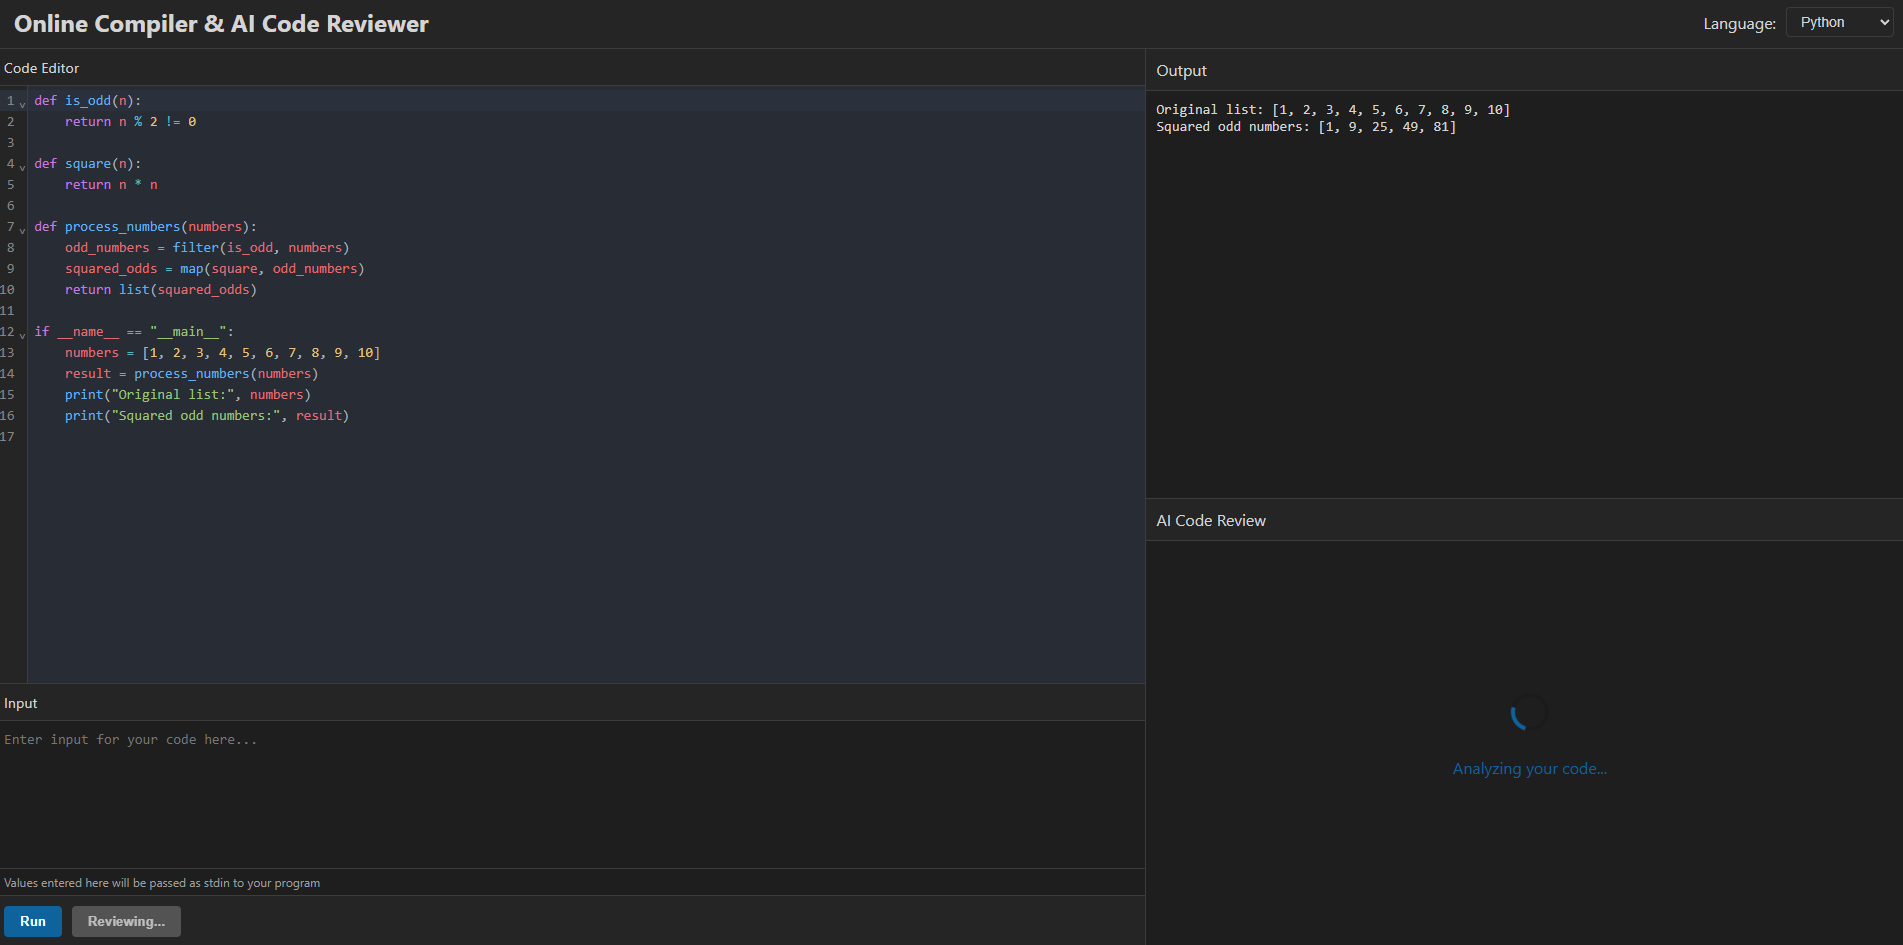 Online Compiler & AI Code Reviewer
Language: Python
Code Editor
1 def is_odd(n):
2     return n % 2 != 0
3
4 def square(n):
5     return n * n
6
7 def process_numbers(numbers):
8     odd_numbers = filter(is_odd, numbers)
9     squared_odds = map(square, odd_numbers)
10     return list(squared_odds)
11
12 if __name__ == "__main__":
13     numbers = [1, 2, 3, 4, 5, 6, 7, 8, 9, 10]
14     result = process_numbers(numbers)
15     print("Original list:", numbers)
16     print("Squared odd numbers:", result)
17
Input
Enter input for your code here...
Values entered here will be passed as stdin to your program
Run Reviewing...
Output
Original list: [1, 2, 3, 4, 5, 6, 7, 8, 9, 10]
Squared odd numbers: [1, 9, 25, 49, 81]
AI Code Review
Analyzing your code...